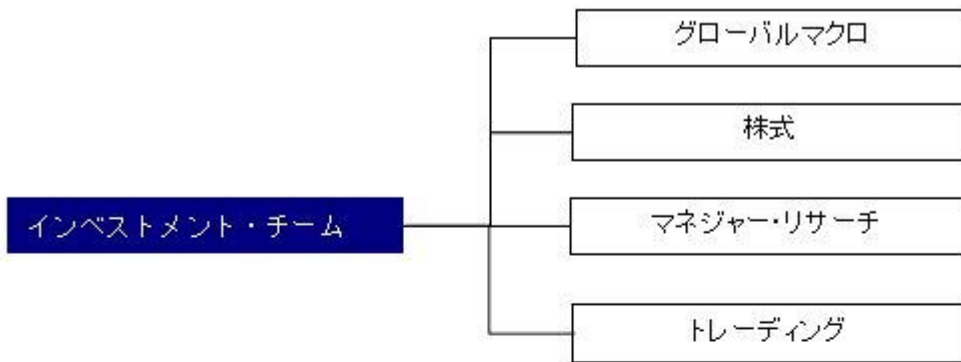 グローバルマクロ
株式
インベストメント・チーム
マネジャー・リサーチ
トレーディング